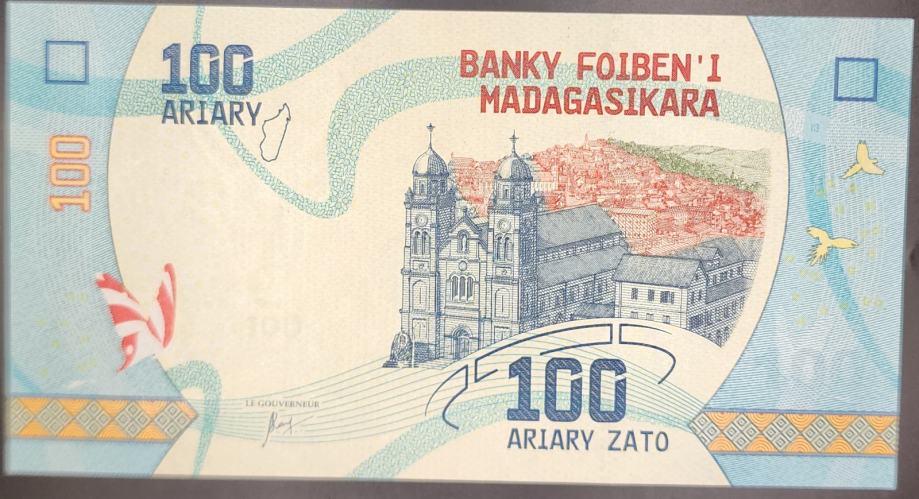 100
ARIARY
BANKY FOIBEN'I
MADAGASIKARA
100
LE GOUVERNEUR
100
ARIARY ZATO